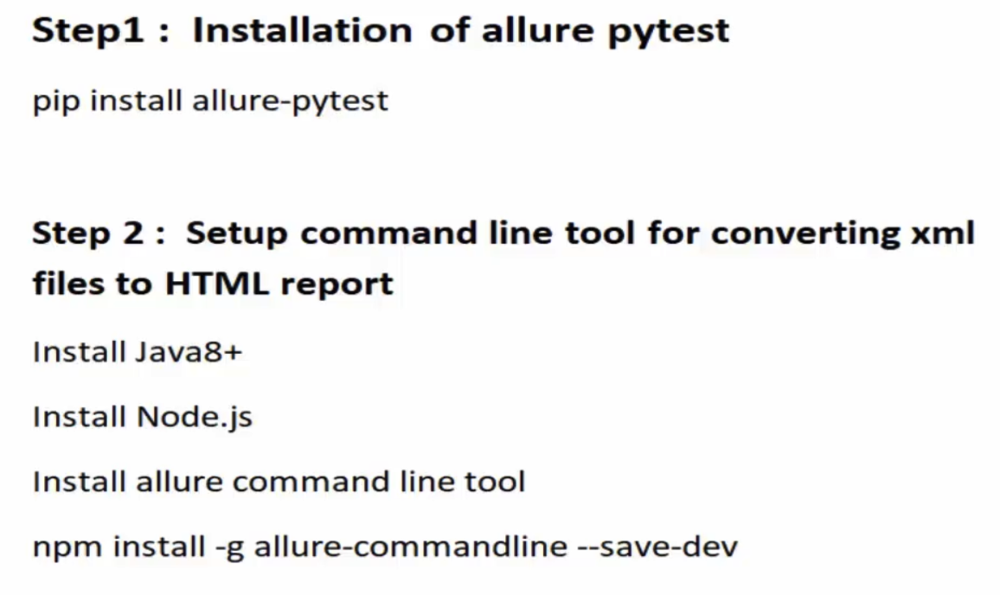 Step1 : Installation of allure pytest
pip install allure-pytest
Step 2 : Setup command line tool for converting xml
files to HTML report
Install Java8+
Install Node.js
Install allure command line tool
npm install -g allure-commandline --save-dev